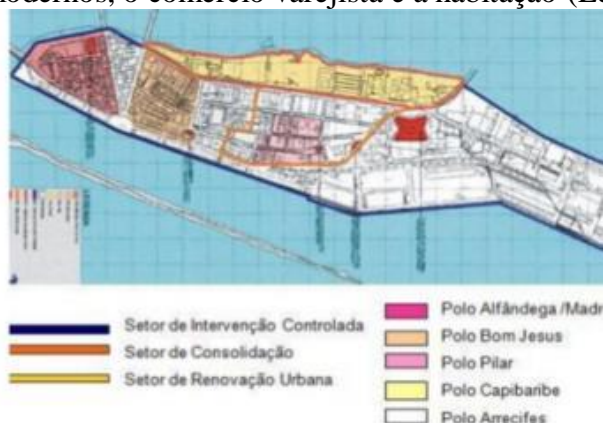 o comércio varejista e a habitação
Setor de Intervenção Controlada
Setor de Consolidação
Setor de Renovação Urbana
Polo Alfândega /Madr
Polo Bom Jesus
Polo Pilar
Polo Capibaribe
Polo Arrecifes